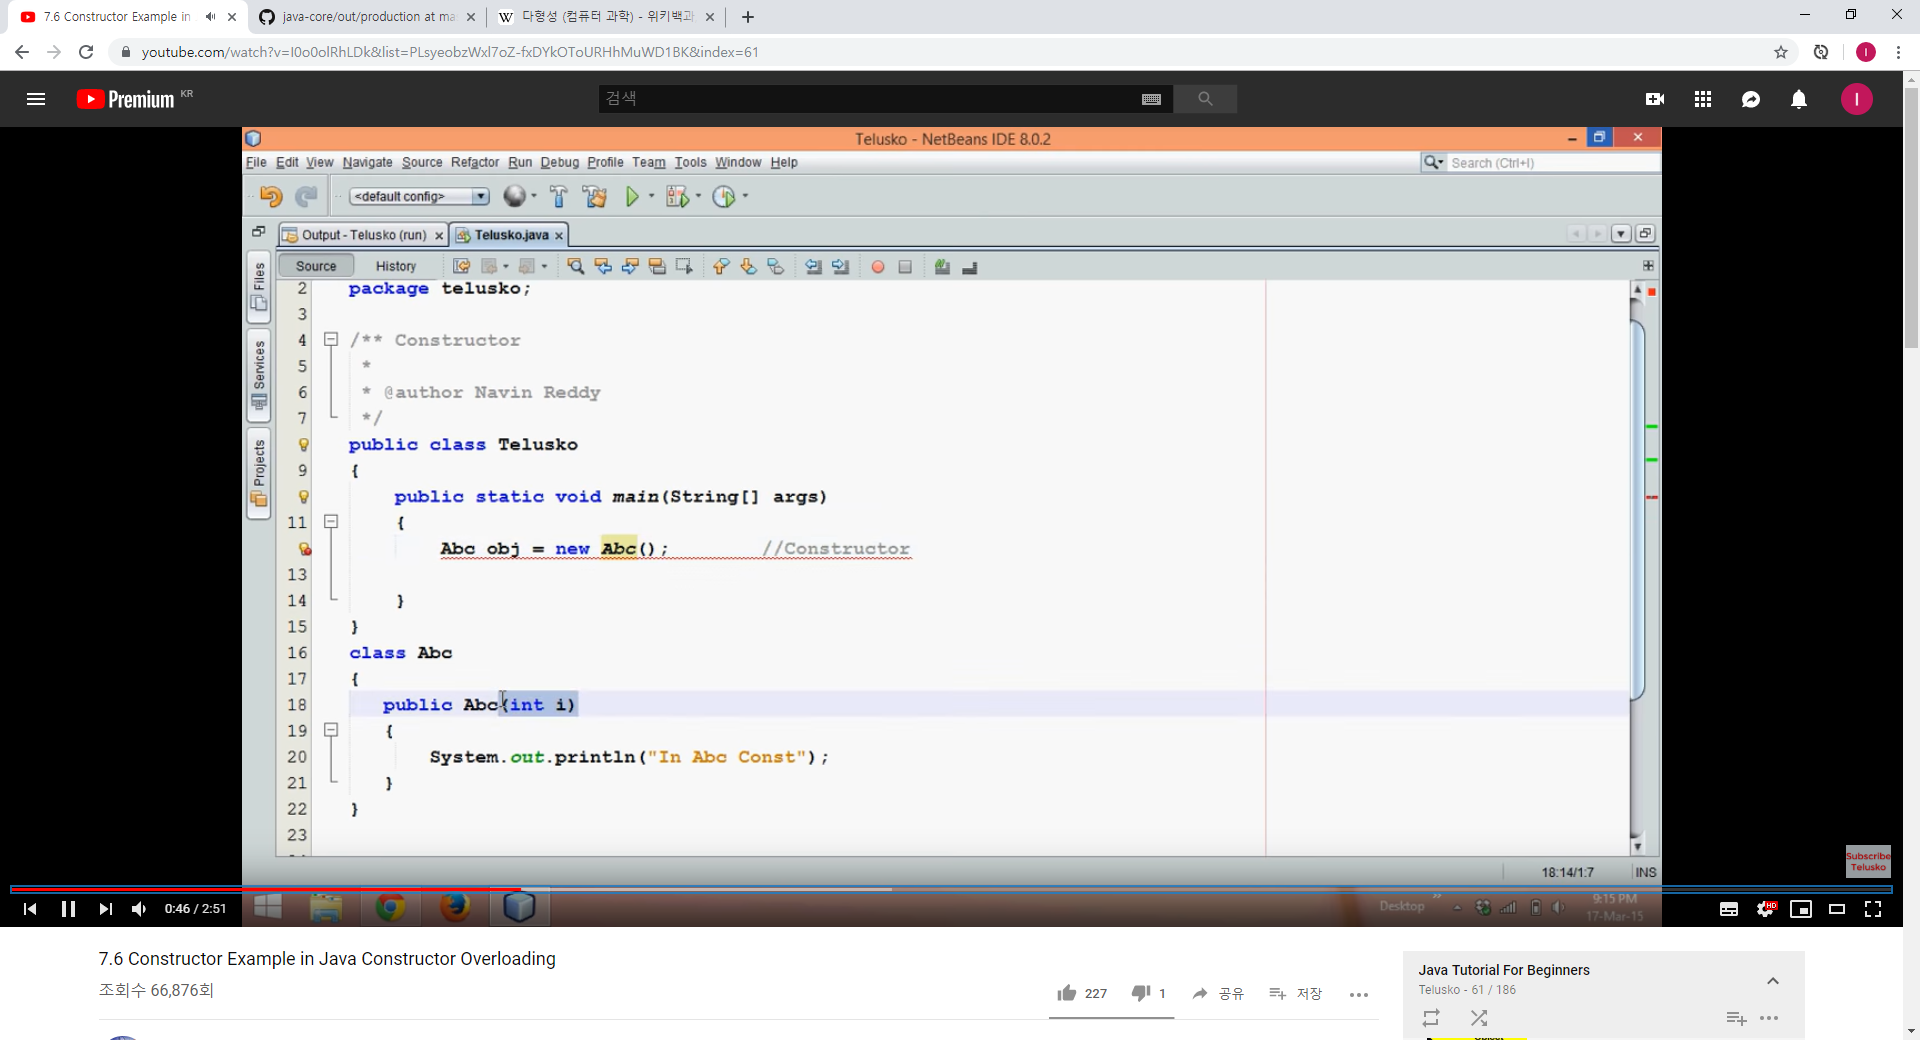 7.6 Constructor Example in
java-core/out/production at ma
다형성 (컴퓨터 과학) - 위키백과
youtube.com/watch?v=I0o0olRhLDk&list=PLsyeobzWxl7oZ-fxDYkOToURHhMuWD1BK&index=61
I
Premium KR
검색
I
Telusko - NetBeans IDE 8.0.2
File Edit View Navigate Source Refactor Run Debug Profile Team Tools Window Help
Search (Ctrl+I)
<default config>
Output - Telusko (run)
Telusko.java
Source
History
Files
Services
Projects
2 package telusko;
3
4 /** Constructor
5 *
6 * @author Navin Reddy
7 */
public class Telusko
9 {
public static void main(String[] args)
11 {
Abc obj = new Abc(); //Constructor
13
14 }
15 }
16 class Abc
17 {
18 public Abc(int i)
19 {
20 System.out.println("In Abc Const");
21 }
22 }
23
18:14/1:7
INS
Subscribe
Telusko
0:46 / 2:51
HD
Desktop
9:15 PM
17-Mar-15
7.6 Constructor Example in Java Constructor Overloading
조회수 66,876회
227
1
공유
저장
Java Tutorial For Beginners
Telusko - 61 / 186